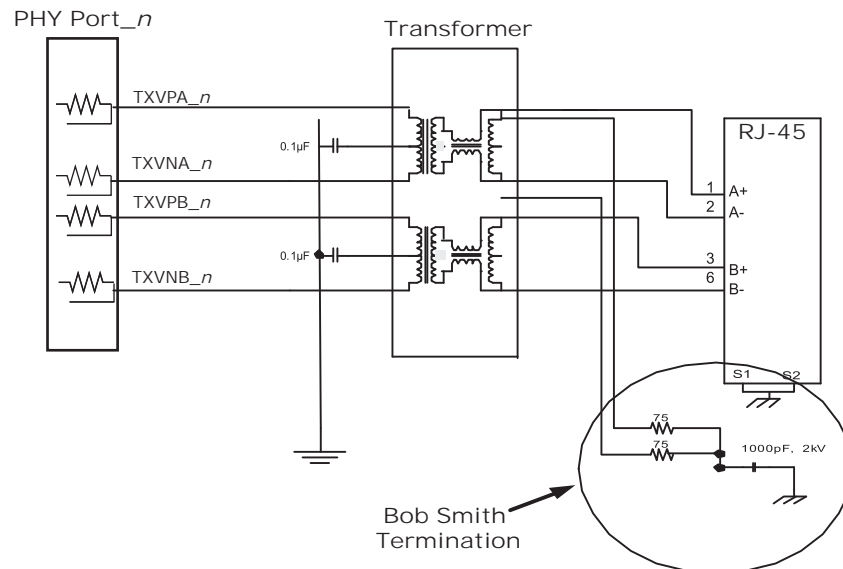 PHY Port_n
Transformer
TXVPA_n
RJ-45
0.1µF
TXVNA_n
1
A+
2
A-
TXVPB_n
0.1µF
3
B+
TXVNB_n
6
B-
S1
S2
75
75
1000pF, 2kV
Bob Smith
Termination